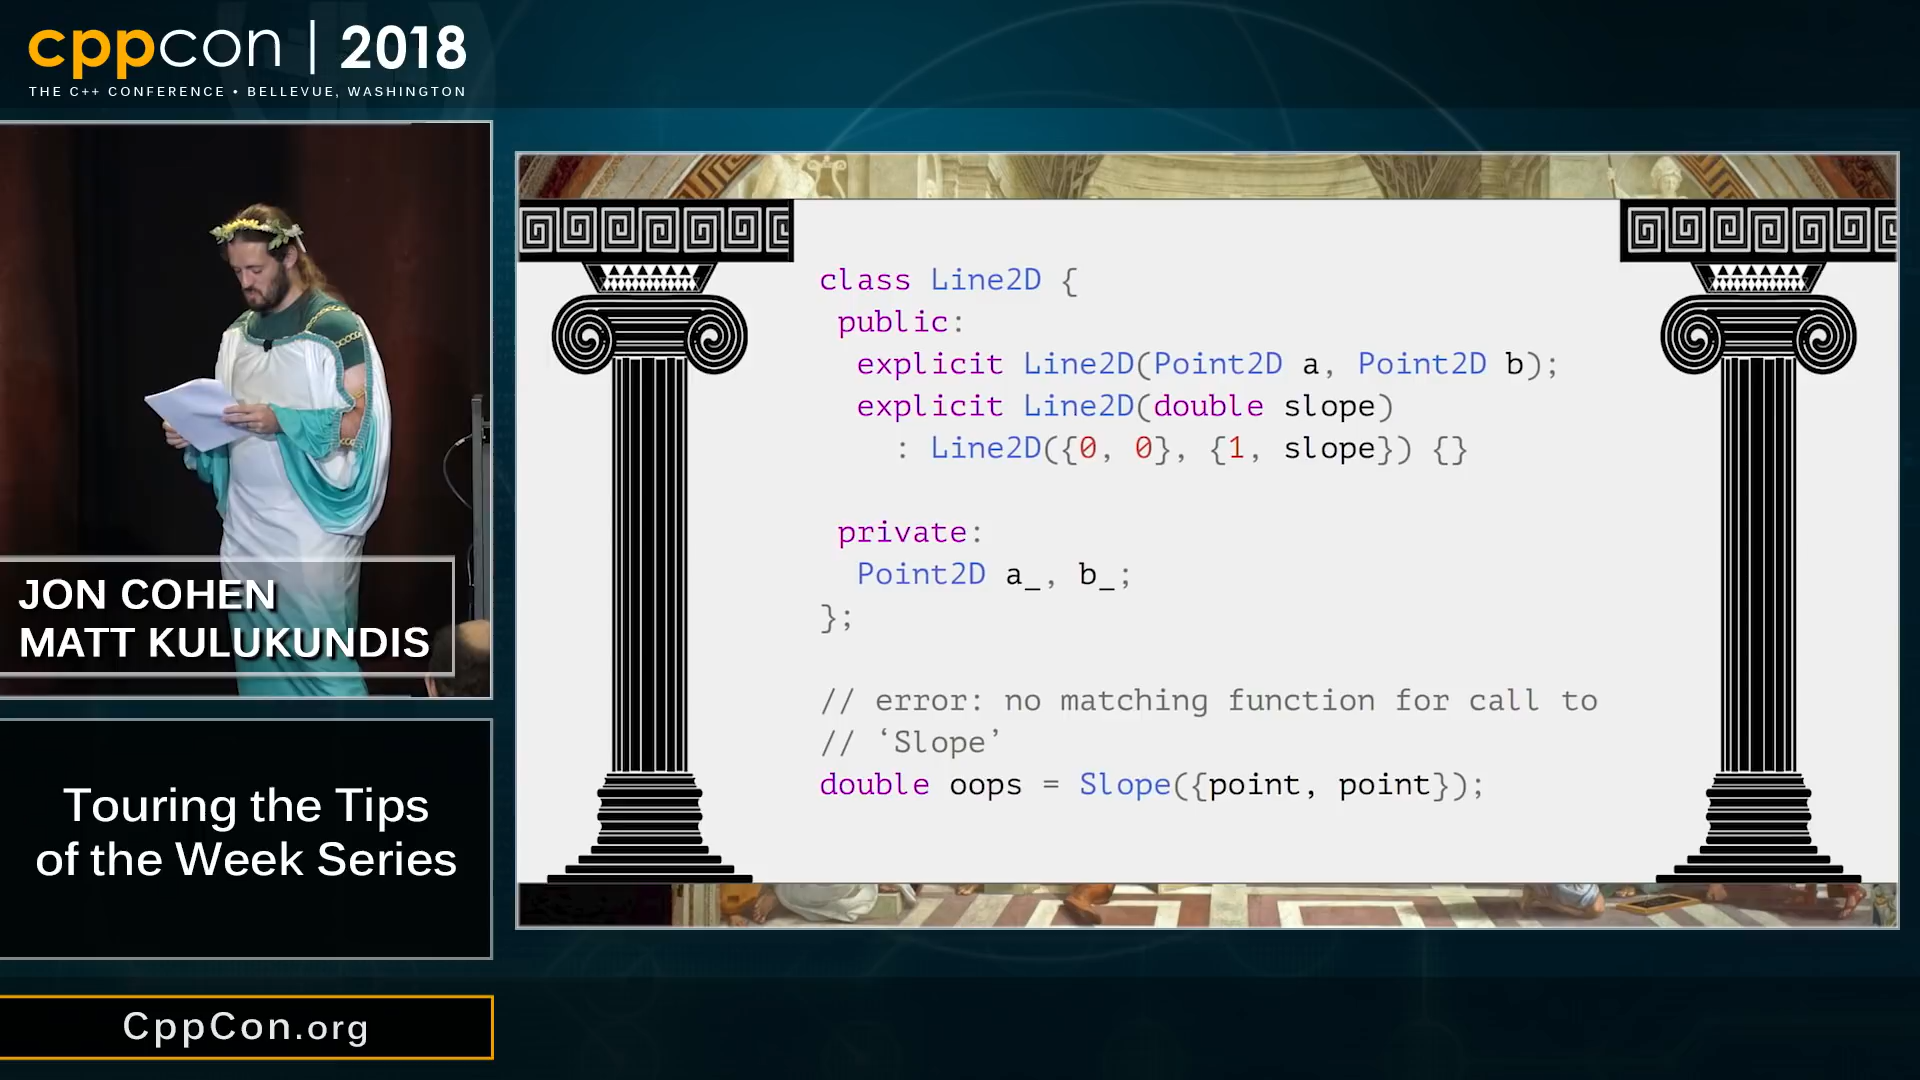 cppcon | 2018
THE C++ CONFERENCE • BELLEVUE, WASHINGTON
JON COHEN
MATT KULUKUNDIS
Touring the Tips
of the Week Series
CppCon.org
class Line2D {
 public:
  explicit Line2D(Point2D a, Point2D b);
  explicit Line2D(double slope)
    : Line2D({0, 0}, {1, slope}) {}
 private:
  Point2D a_, b_;
};
// error: no matching function for call to
// ‘Slope’
double oops = Slope({point, point});